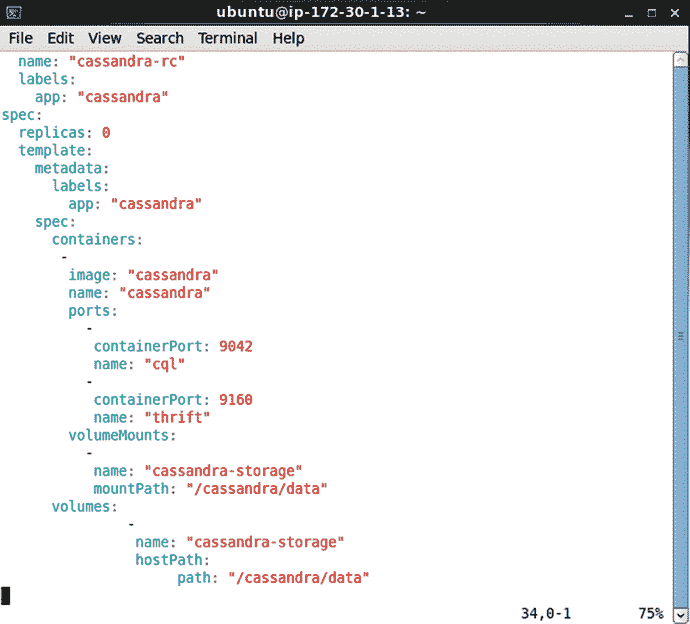 ubuntu@ip-172-30-1-13: ~
File Edit View Search Terminal Help
  name: "cassandra-rc"
  labels:
    app: "cassandra"
spec:
  replicas: 0
  template:
    metadata:
      labels:
        app: "cassandra"
    spec:
      containers:
       -
        image: "cassandra"
        name: "cassandra"
        ports:
          -
           containerPort: 9042
           name: "cql"
          -
           containerPort: 9160
           name: "thrift"
        volumeMounts:
          -
           name: "cassandra-storage"
           mountPath: "/cassandra/data"
      volumes:
               -
                name: "cassandra-storage"
                hostPath:
                     path: "/cassandra/data"
34,0-1 75%